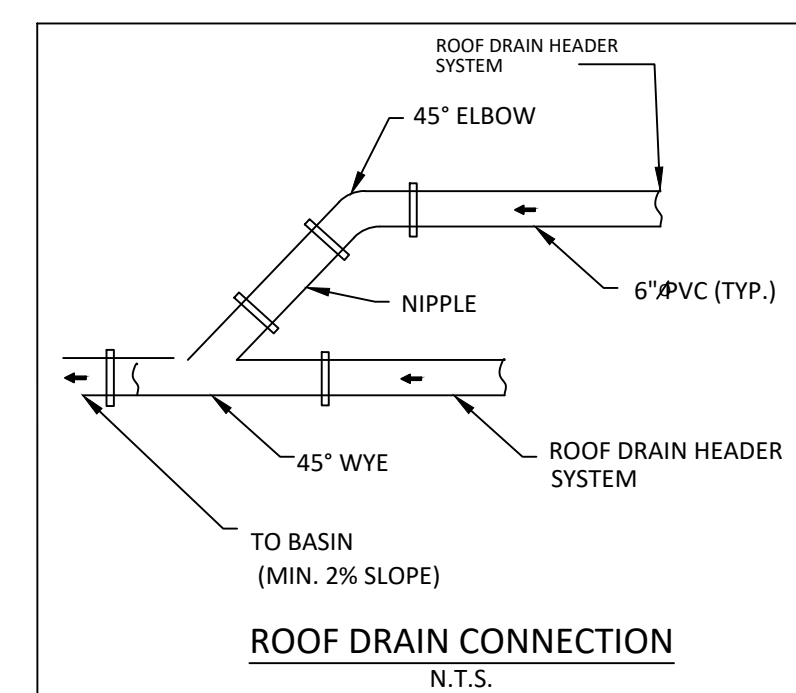 ROOF DRAIN HEADER
SYSTEM
45° ELBOW
6"⌀PVC (TYP.)
NIPPLE
45° WYE
ROOF DRAIN HEADER
SYSTEM
TO BASIN
(MIN. 2% SLOPE)
ROOF DRAIN CONNECTION
N.T.S.